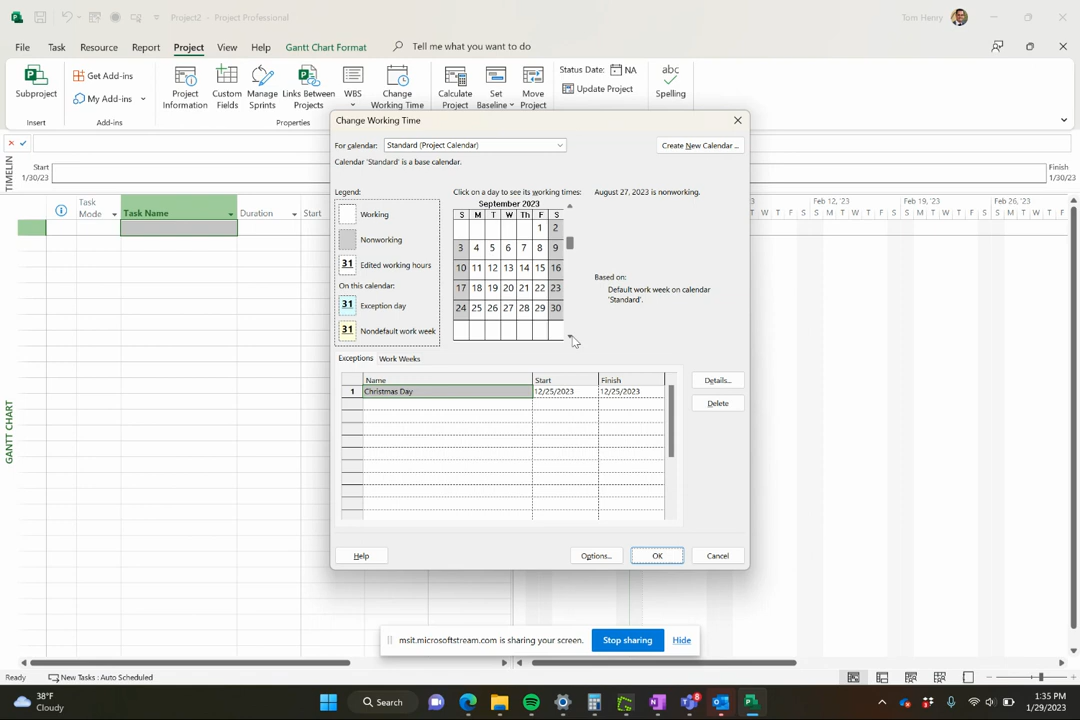 Project2 - Project Professional
Tom Henry
File Task Resource Report Project View Help Gantt Chart Format Tell me what you want to do
Subproject
Insert
Get Add-ins
My Add-ins
Add-ins
Project Information
Custom Fields
Manage Sprints
Links Between Projects
WBS
Change Working Time
Properties
Calculate Project
Set Baseline
Move Project
Status Date: NA
Update Project
abc
Spelling
TIMELIN
Start
1/30/23
Finish
1/30/23
Task Mode
Task Name
Duration
Start
Feb 12, '23
Feb 19, '23
Feb 26, '23
T W T F S S M T W T F S S M T W T F S
GANTT CHART
Change Working Time
For calendar: Standard (Project Calendar)
Create New Calendar ...
Calendar 'Standard' is a base calendar.
Legend:
Working
Nonworking
31 Edited working hours
On this calendar:
31 Exception day
31 Nondefault work week
Click on a day to see its working times:
September 2023
S M T W Th F S
1 2
3 4 5 6 7 8 9
10 11 12 13 14 15 16
17 18 19 20 21 22 23
24 25 26 27 28 29 30
August 27, 2023 is nonworking.
Based on:
Default work week on calendar
'Standard'.
Exceptions Work Weeks
Name Start Finish
1 Christmas Day 12/25/2023 12/25/2023
Details...
Delete
Help
Options...
OK
Cancel
msit.microsoftstream.com is sharing your screen.
Stop sharing
Hide
Ready
New Tasks : Auto Scheduled
38°F
Cloudy
Search
8
1:35 PM
1/29/2023